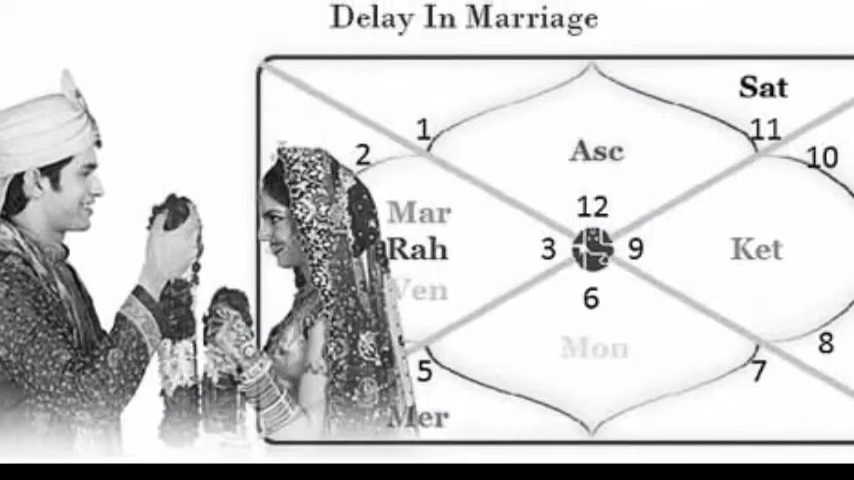 Delay In Marriage
Sat
1
11
2
Asc
10
Mar
12
Rah
3
9
Ket
Ven
6
Mon
8
5
7
Mer